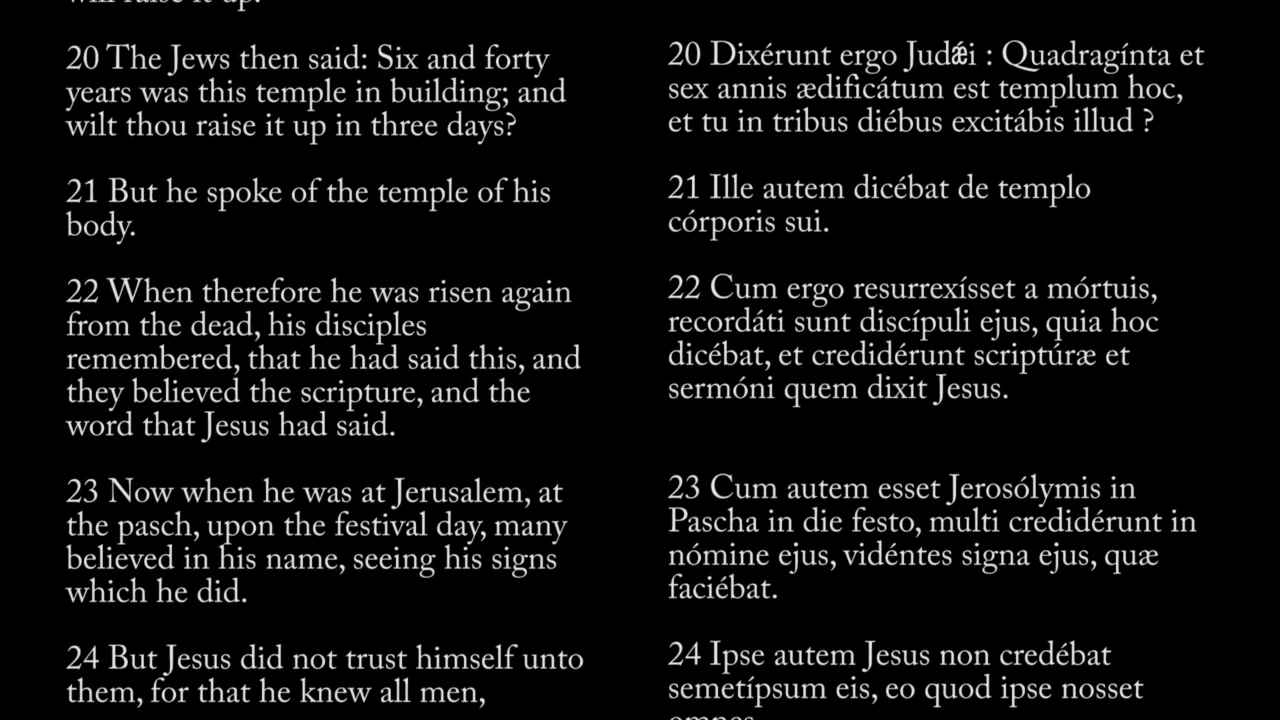 will raise it up.
20 The Jews then said: Six and forty
years was this temple in building; and
wilt thou raise it up in three days?
21 But he spoke of the temple of his
body.
22 When therefore he was risen again
from the dead, his disciples
remembered, that he had said this, and
they believed the scripture, and the
word that Jesus had said.
23 Now when he was at Jerusalem, at
the pasch, upon the festival day, many
believed in his name, seeing his signs
which he did.
24 But Jesus did not trust himself unto
them, for that he knew all men,
20 Dixérunt ergo Judǽi : Quadragínta et
sex annis ædificátum est templum hoc,
et tu in tribus diébus excitábis illud ?
21 Ille autem dicébat de templo
córporis sui.
22 Cum ergo resurrexísset a mórtuis,
recordáti sunt discípuli ejus, quia hoc
dicébat, et credidérunt scriptúræ et
sermóni quem dixit Jesus.
23 Cum autem esset Jerosólymis in
Pascha in die festo, multi credidérunt in
nómine ejus, vidéntes signa ejus, quæ
faciébat.
24 Ipse autem Jesus non credébat
semetípsum eis, eo quod ipse nosset